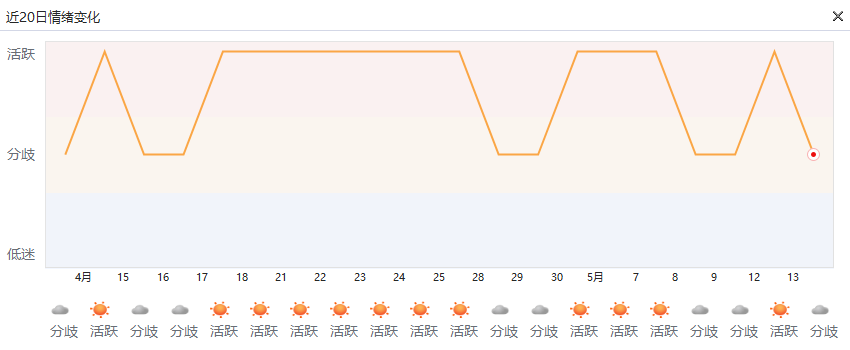 近20日情绪变化
活跃
分歧
低迷
4月 15 16 17 18 21 22 23 24 25 28 29 30 5月 7 8 9 12 13
分歧 活跃 分歧 分歧 活跃 活跃 活跃 活跃 活跃 活跃 活跃 分歧 分歧 活跃 活跃 活跃 分歧 分歧 活跃 分歧